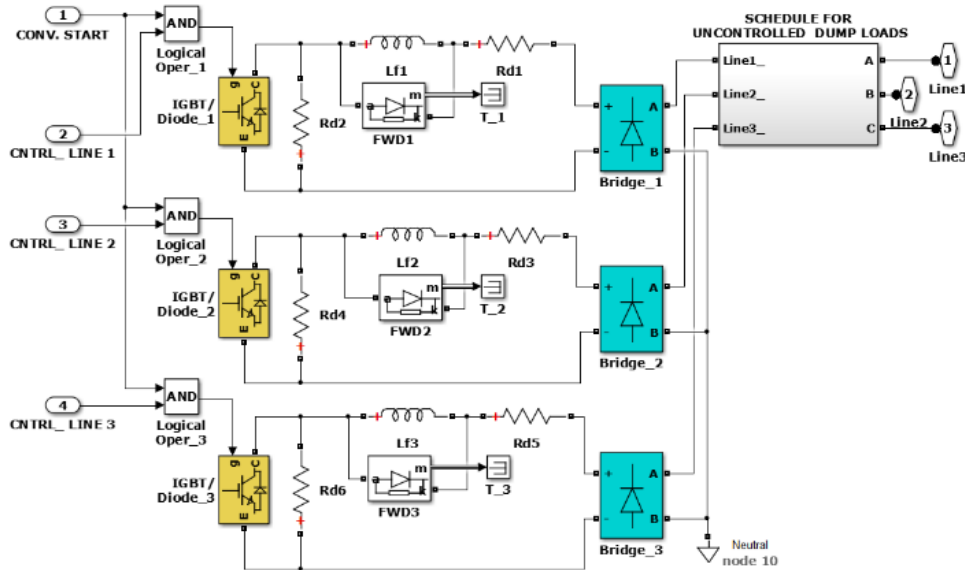 1
CONV. START
AND
Logical
Oper_1
g
C
E
IGBT/
Diode_1
2
CNTRL_ LINE 1
Rd2
Lf1
a
m
k
FWD1
T_1
Rd1
+
-
A
B
Bridge_1
SCHEDULE FOR
UNCONTROLLED DUMP LOADS
Line1_
Line2_
Line3_
A
B
C
1
Line1
2
Line2
3
Line3
3
CNTRL_ LINE 2
AND
Logical
Oper_2
g
C
E
IGBT/
Diode_2
Rd4
Lf2
a
m
k
FWD2
T_2
Rd3
+
-
A
B
Bridge_2
4
CNTRL_ LINE 3
AND
Logical
Oper_3
g
C
E
IGBT/
Diode_3
Rd6
Lf3
a
m
k
FWD3
T_3
Rd5
+
-
A
B
Bridge_3
Neutral
node 10